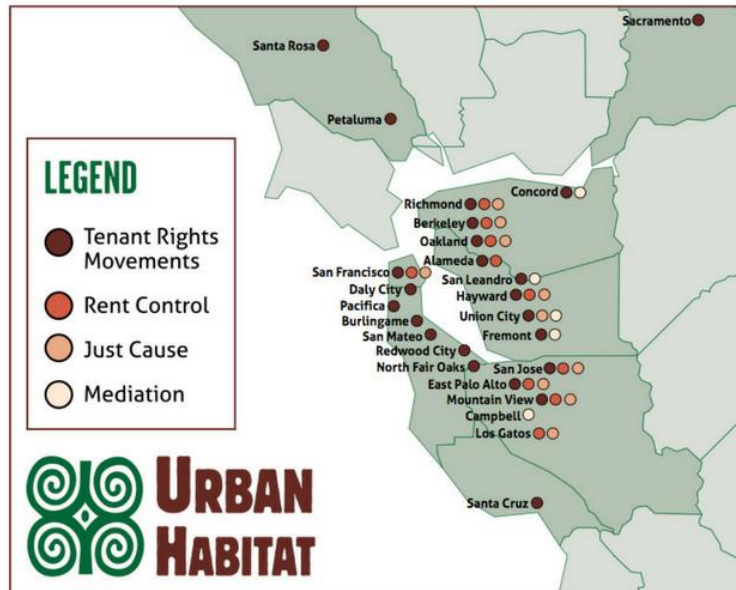 Sacramento
Santa Rosa
Petaluma
LEGEND
Tenant Rights
Movements
Rent Control
Just Cause
Mediation
Concord
Richmond
Berkeley
Oakland
Alameda
San Leandro
San Francisco
Hayward
Daly City
Pacifica
Union City
Burlingame
Fremont
San Mateo
Redwood City
North Fair Oaks
San Jose
East Palo Alto
Mountain View
Campbell
Los Gatos
Santa Cruz
URBAN
HABITAT